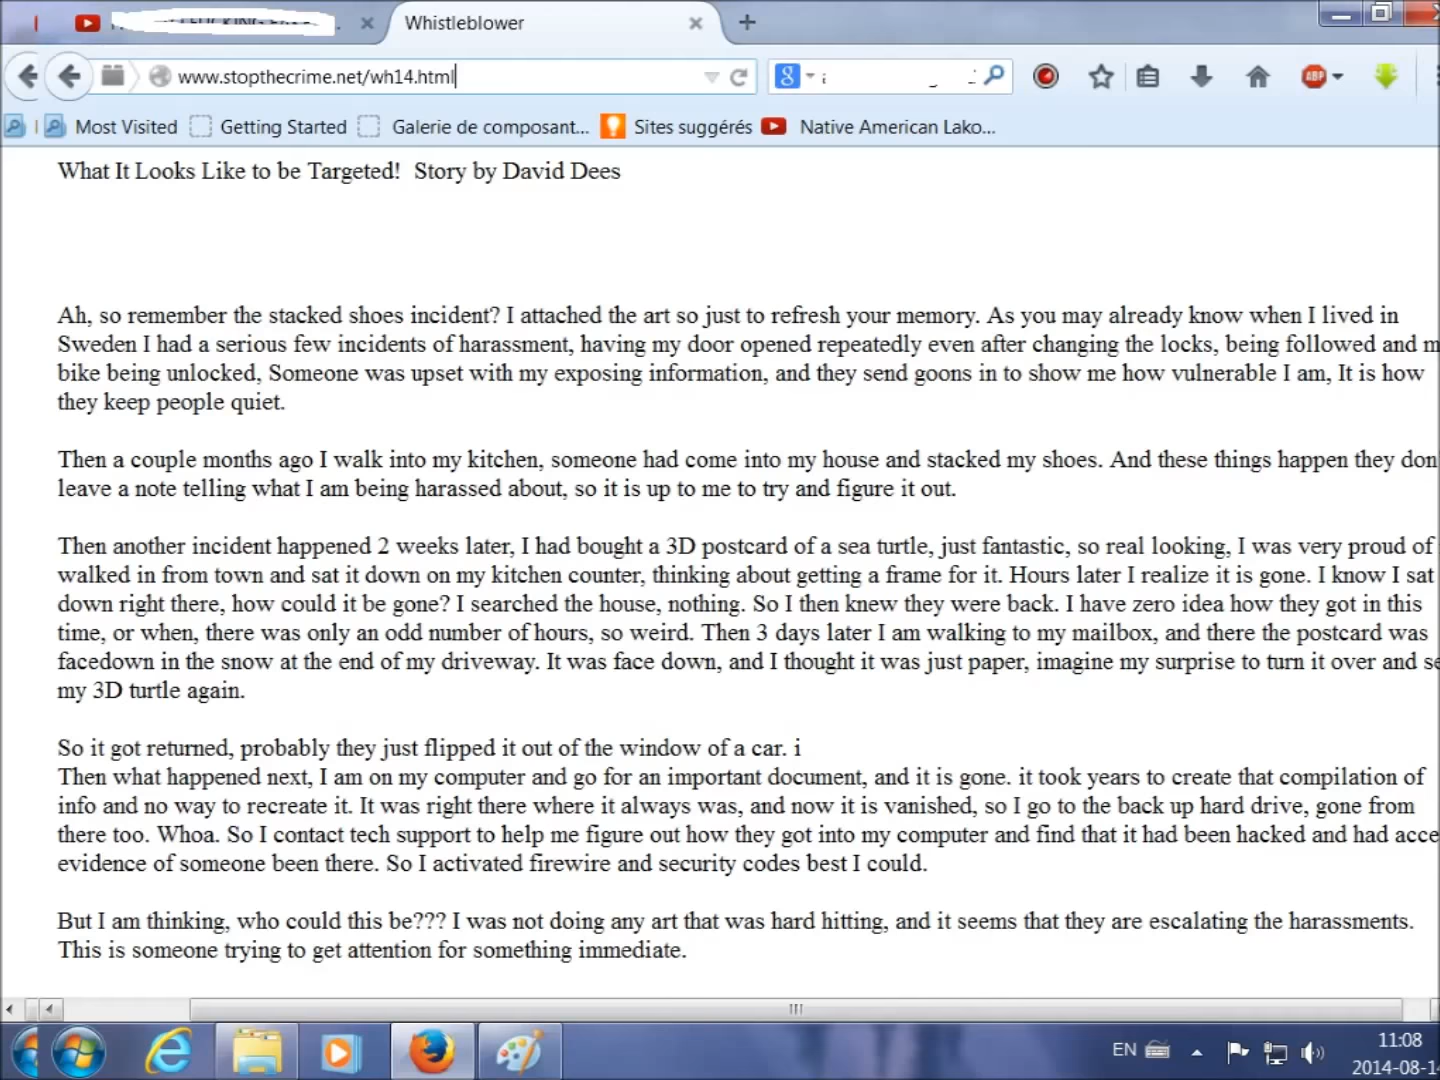 Whistleblower
www.stopthecrime.net/wh14.html
Most Visited
Getting Started
Galerie de composant...
Sites suggérés
Native American Lako...
What It Looks Like to be Targeted! Story by David Dees
Ah, so remember the stacked shoes incident? I attached the art so just to refresh your memory. As you may already know when I lived in
Sweden I had a serious few incidents of harassment, having my door opened repeatedly even after changing the locks, being followed and m
bike being unlocked, Someone was upset with my exposing information, and they send goons in to show me how vulnerable I am, It is how
they keep people quiet.
Then a couple months ago I walk into my kitchen, someone had come into my house and stacked my shoes. And these things happen they don
leave a note telling what I am being harassed about, so it is up to me to try and figure it out.
Then another incident happened 2 weeks later, I had bought a 3D postcard of a sea turtle, just fantastic, so real looking, I was very proud of
walked in from town and sat it down on my kitchen counter, thinking about getting a frame for it. Hours later I realize it is gone. I know I sat
down right there, how could it be gone? I searched the house, nothing. So I then knew they were back. I have zero idea how they got in this
time, or when, there was only an odd number of hours, so weird. Then 3 days later I am walking to my mailbox, and there the postcard was
facedown in the snow at the end of my driveway. It was face down, and I thought it was just paper, imagine my surprise to turn it over and se
my 3D turtle again.
So it got returned, probably they just flipped it out of the window of a car. i
Then what happened next, I am on my computer and go for an important document, and it is gone. it took years to create that compilation of
info and no way to recreate it. It was right there where it always was, and now it is vanished, so I go to the back up hard drive, gone from
there too. Whoa. So I contact tech support to help me figure out how they got into my computer and find that it had been hacked and had acce
evidence of someone been there. So I activated firewire and security codes best I could.
But I am thinking, who could this be??? I was not doing any art that was hard hitting, and it seems that they are escalating the harassments.
This is someone trying to get attention for something immediate.
EN
11:08
2014-08-14